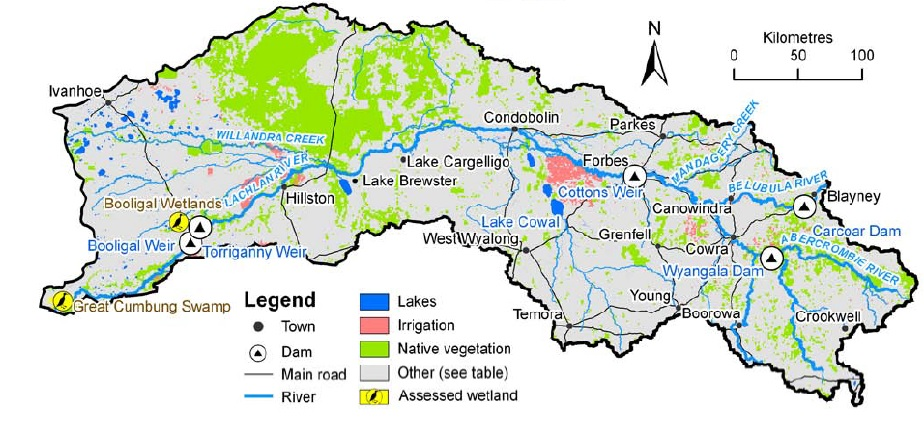 N
Kilometres
0 50 100
Ivanhoe
WILLANDRA CREEK
LACHLAN RIVER
Condobolin
Parkes
MANDAGERY CREEK
Lake Cargelligo
Forbes
Lake Brewster
Cottons Weir
BELUBULA RIVER
Blayney
Hillston
Booligal Wetlands
Canowindra
Lake Cowal
Carcoar Dam
Booligal Weir
Torriganny Weir
West Wyalong
Grenfell
Cowra
ABERCROMBIE RIVER
Wyangala Dam
Great Cumbung Swamp
Young
Temora
Boorowa
Crookwell
Legend
Town
Dam
Main road
River
Lakes
Irrigation
Native vegetation
Other (see table)
Assessed wetland